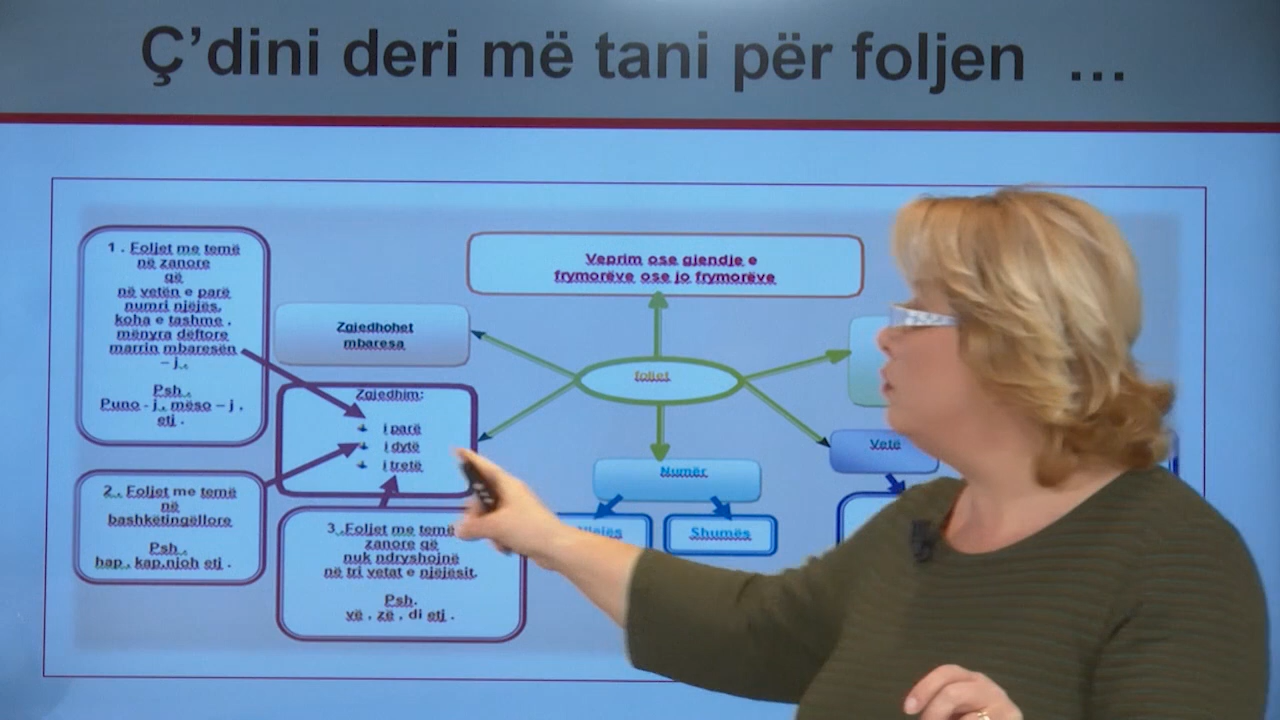 Ç’dini deri më tani për foljen ...
1 . Foljet me temë
në zanore
që
në vetën e parë
numri njëjës,
koha e tashme ,
mënyra dëftore
marrin mbaresën
– j .
Psh .
Puno - j , mëso – j ,
etj .
Zgjedhohet
mbaresa
Veprim ose gjendje e
frymorëve ose jo frymorëve
foljet
Zgjedhim:
i parë
i dytë
i tretë
Numër
Shumës
Vetë
2 . Foljet me temë
në
bashkëtingëllore
Psh .
hap , kap,njoh etj .
3 .Foljet me temë
zanore që
nuk ndryshojnë
në tri vetat e njëjësit.
Psh.
vë , zë , di etj .